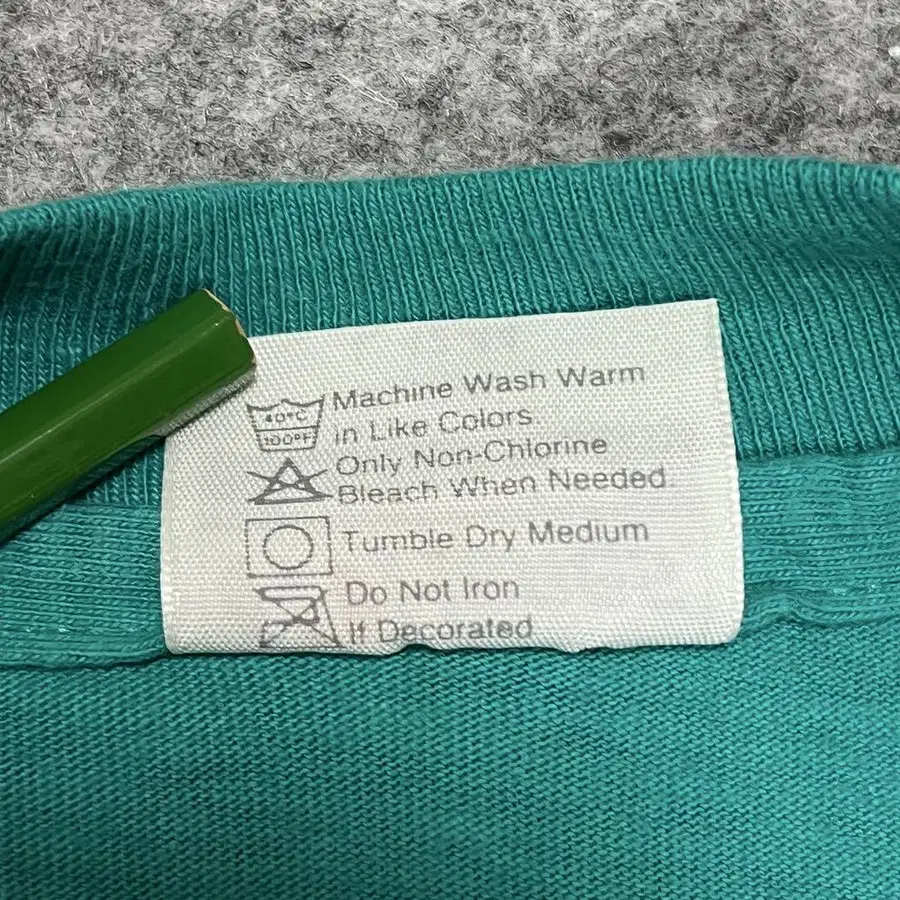 40°C
100°F
Machine Wash Warm
in Like Colors
Only Non-Chlorine
Bleach When Needed.
Tumble Dry Medium
Do Not Iron
If Decorated